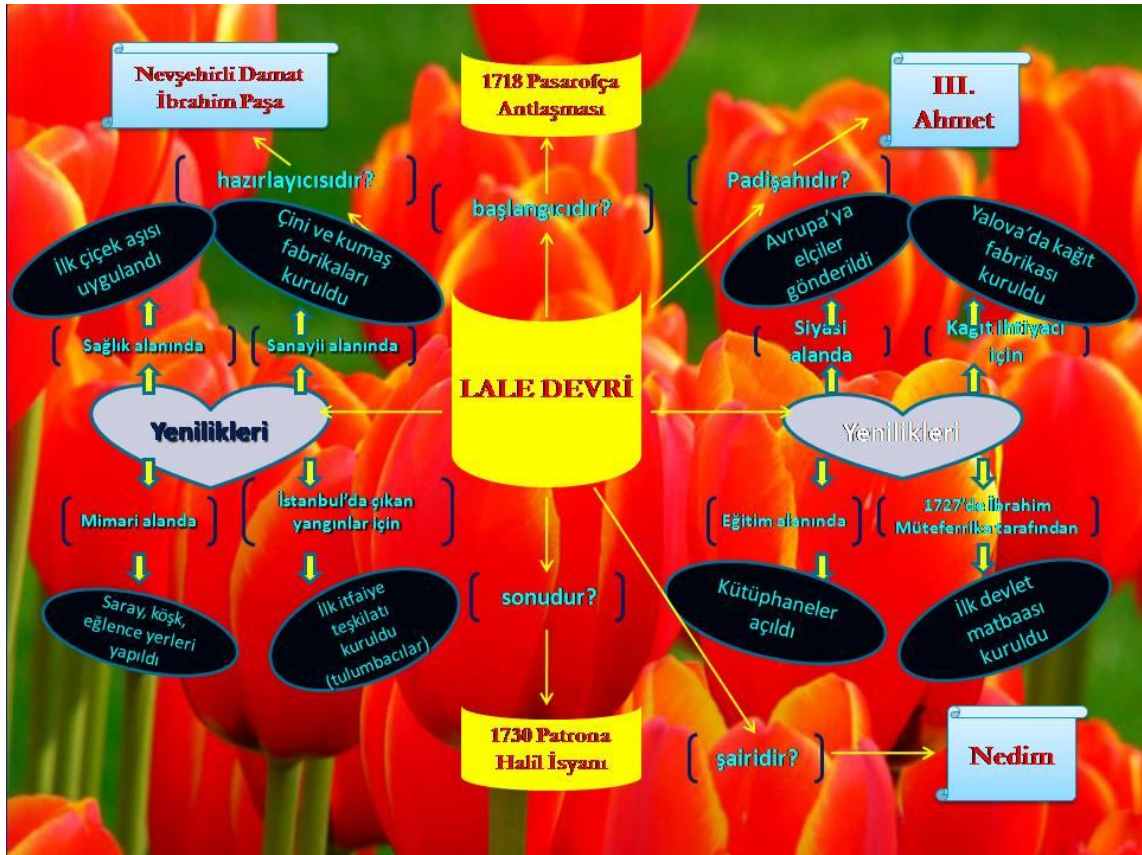 Nevşehirli Damat
İbrahim Paşa
1718 Pasarofça
Antlaşması
III.
Ahmet
hazırlayıcısıdır?
başlangıcıdır?
Padişahıdır?
İlk çiçek aşısı
uygulandı
Çini ve kumaş
fabrikaları
kuruldu
Avrupa'ya
elçiler
gönderildi
Yalova'da kağıt
fabrikası
kuruldu
Sağlık alanında
Sanayii alanında
Siyasi
alanda
Kağıt ihtiyacı
için
LALE DEVRİ
Yenilikleri
Yenilikleri
Mimari alanda
İstanbul'da çıkan
yangınlar için
Eğitim alanında
1727'de İbrahim
Müteferrika tarafından
Saray, köşk,
eğlence yerleri
yapıldı
İlk itfaiye
teşkilatı
kuruldu
(tulumbacılar)
sonudur?
Kütüphaneler
açıldı
İlk devlet
matbaası
kuruldu
1730 Patrona
Halil İsyanı
şairidir?
Nedim